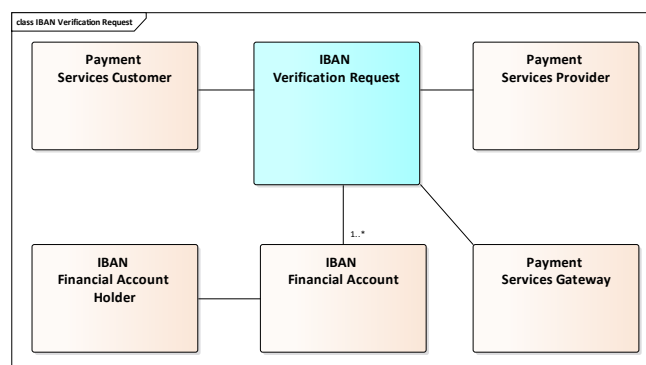 class IBAN Verification Request
Payment
Services Customer
IBAN
Verification Request
Payment
Services Provider
1..*
IBAN
Financial Account
Holder
IBAN
Financial Account
Payment
Services Gateway